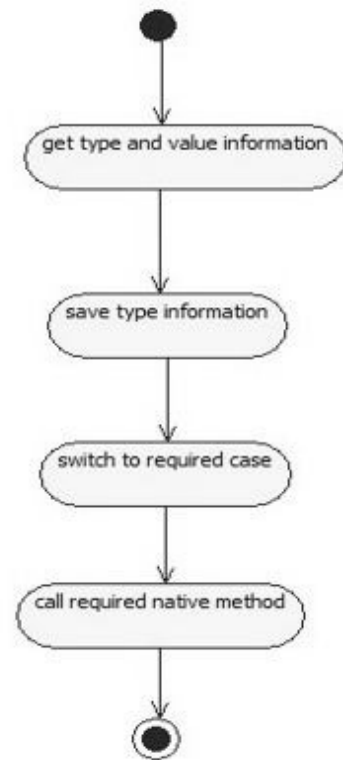 get type and value information
save type information
switch to required case
call required native method